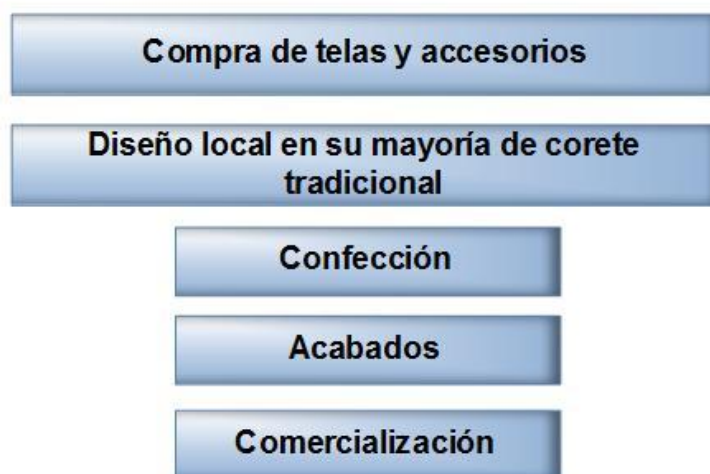 Compra de telas y accesorios
Diseño local en su mayoría de corete
tradicional
Confección
Acabados
Comercialización